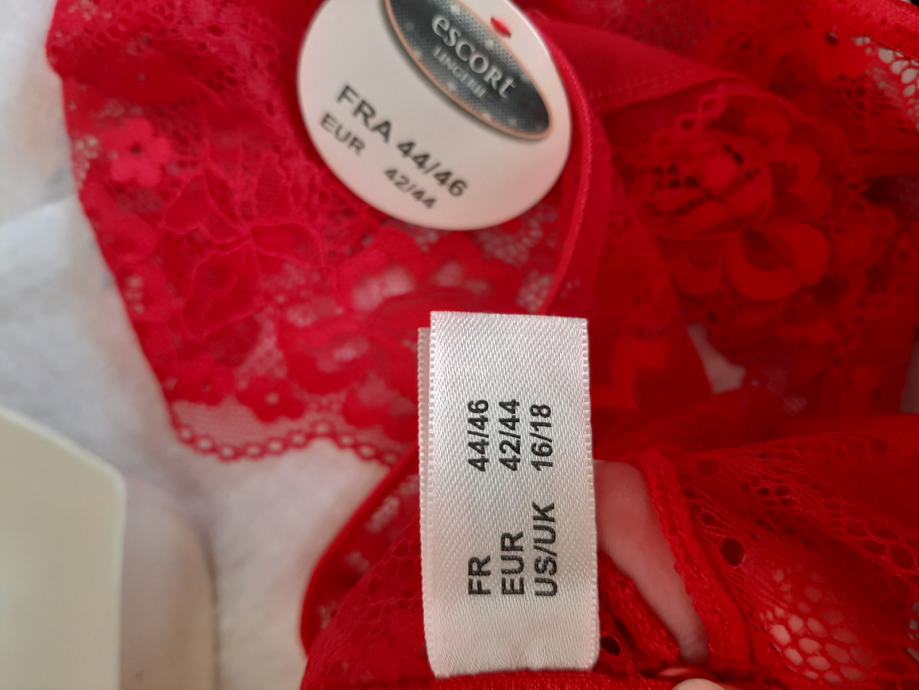 escort
LINGERIE
FRA 44/46
EUR 42/44
FR 44/46
EUR 42/44
US/UK 16/18